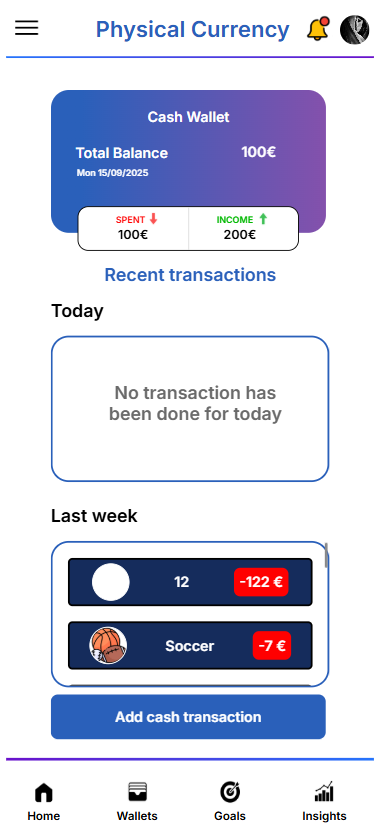 Physical Currency
Cash Wallet
Total Balance 100€
Mon 15/09/2025
SPENT INCOME
100€ 200€
Recent transactions
Today
No transaction has
been done for today
Last week
12 -122 €
Soccer -7 €
Add cash transaction
Home Wallets Goals Insights